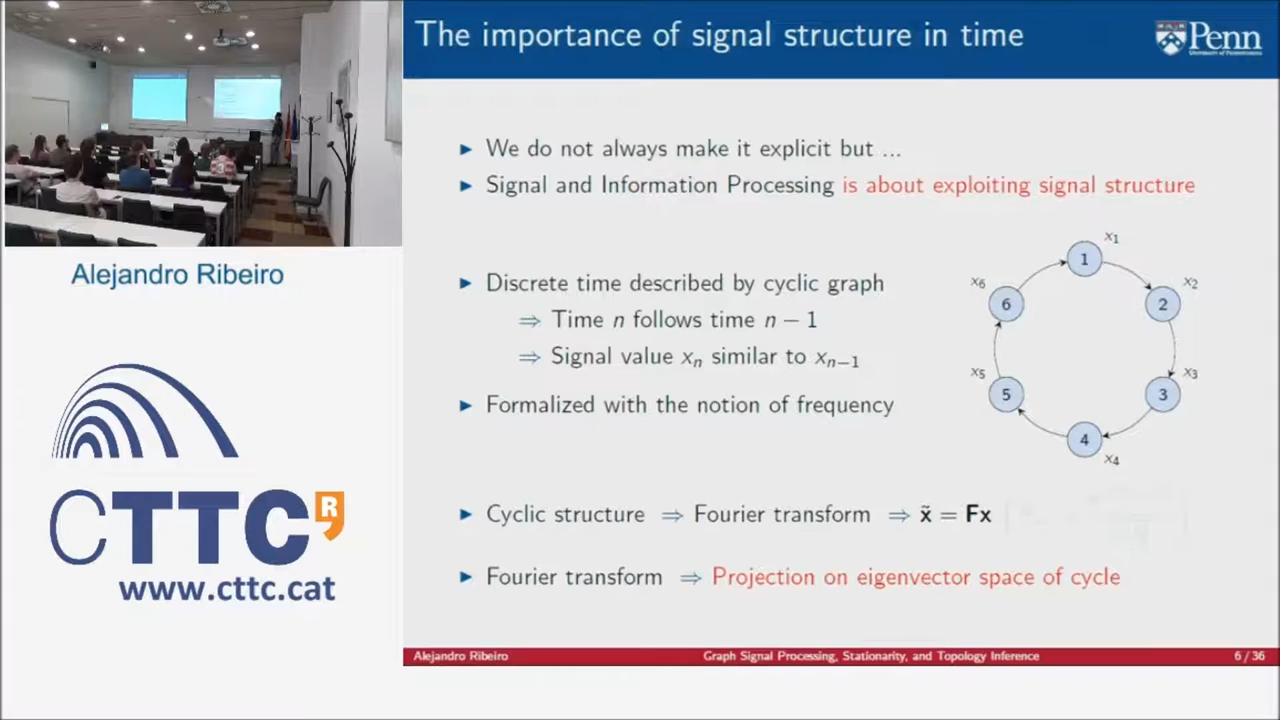 The importance of signal structure in time
Penn
UNIVERSITY OF PENNSYLVANIA
► We do not always make it explicit but ...
► Signal and Information Processing is about exploiting signal structure
► Discrete time described by cyclic graph
⇒ Time n follows time n − 1
⇒ Signal value xₙ similar to xₙ₋₁
► Formalized with the notion of frequency
x₁
1
x₂
2
x₃
3
x₄
4
x₅
5
x₆
6
► Cyclic structure ⇒ Fourier transform ⇒ x̃ = Fx
► Fourier transform ⇒ Projection on eigenvector space of cycle
Alejandro Ribeiro
Graph Signal Processing, Stationarity, and Topology Inference
6 / 36
Alejandro Ribeiro
CTTC R
www.cttc.cat